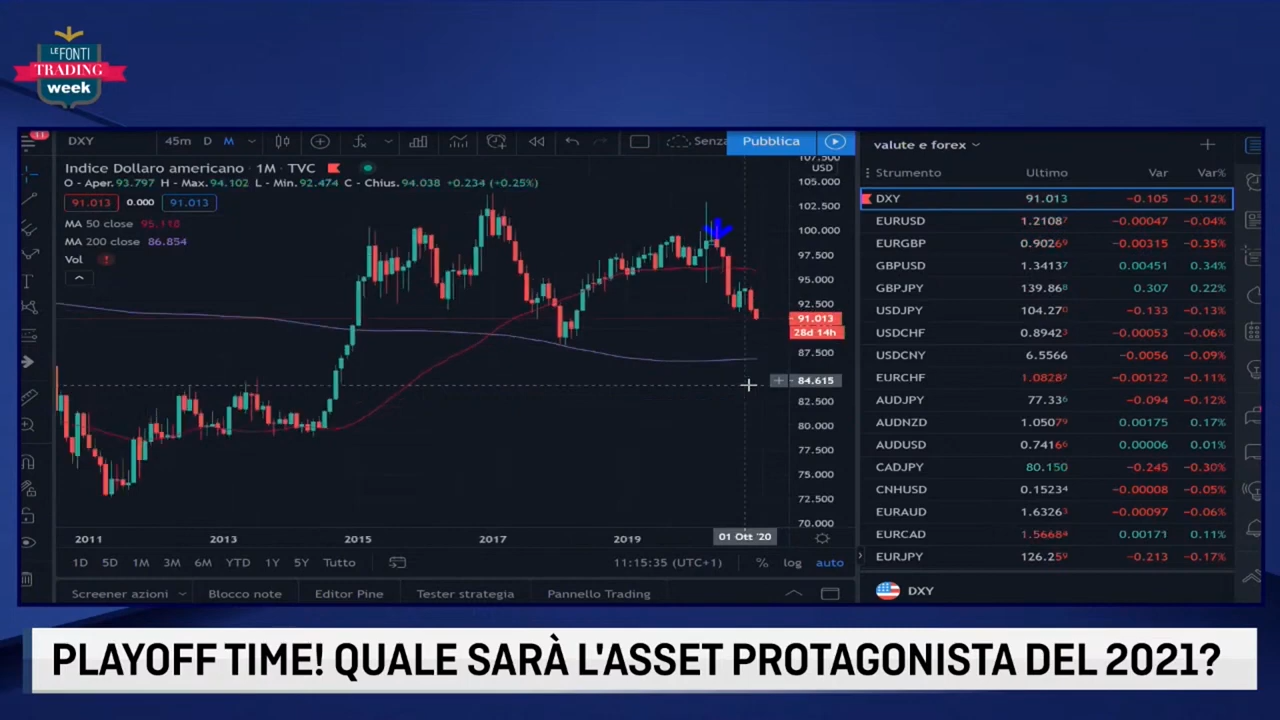 LE FONTI
TRADING
week
11
DXY 45m D M Senza Pubblica
Indice Dollaro americano · 1M · TVC
O - Aper. 93.797 H - Max. 94.102 L - Min. 92.474 C - Chius. 94.038 +0.234 (+0.25%)
91.013 0.000 91.013
MA 50 close 95.118
MA 200 close 86.854
Vol !
107.500
USD
105.000
102.500
100.000
97.500
95.000
92.500
91.013
28d 14h
87.500
84.615
82.500
80.000
77.500
75.000
72.500
70.000
2011 2013 2015 2017 2019 01 Ott '20
1D 5D 1M 3M 6M YTD 1Y 5Y Tutto 11:15:35 (UTC+1) % log auto
Screener azioni Blocco note Editor Pine Tester strategia Pannello Trading
valute e forex
Strumento Ultimo Var Var%
DXY 91.013 −0.105 −0.12%
EURUSD 1.21087 −0.00047 −0.04%
EURGBP 0.90269 −0.00315 −0.35%
GBPUSD 1.34137 0.00451 0.34%
GBPJPY 139.868 0.307 0.22%
USDJPY 104.270 −0.133 −0.13%
USDCHF 0.89423 −0.00053 −0.06%
USDCNY 6.5566 −0.0056 −0.09%
EURCHF 1.08287 −0.00122 −0.11%
AUDJPY 77.336 −0.094 −0.12%
AUDNZD 1.05079 0.00175 0.17%
AUDUSD 0.74166 0.00006 0.01%
CADJPY 80.150 −0.245 −0.30%
CNHUSD 0.15234 −0.00008 −0.05%
EURAUD 1.63263 −0.00097 −0.06%
EURCAD 1.56684 0.00171 0.11%
EURJPY 126.259 −0.213 −0.17%
DXY
PLAYOFF TIME! QUALE SARÀ L'ASSET PROTAGONISTA DEL 2021?